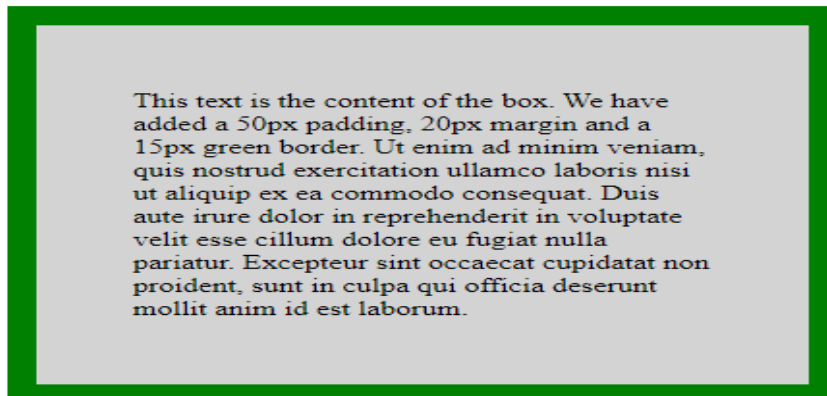 This text is the content of the box. We have
added a 50px padding, 20px margin and a
15px green border. Ut enim ad minim veniam,
quis nostrud exercitation ullamco laboris nisi
ut aliquip ex ea commodo consequat. Duis
aute irure dolor in reprehenderit in voluptate
velit esse cillum dolore eu fugiat nulla
pariatur. Excepteur sint occaecat cupidatat non
proident, sunt in culpa qui officia deserunt
mollit anim id est laborum.